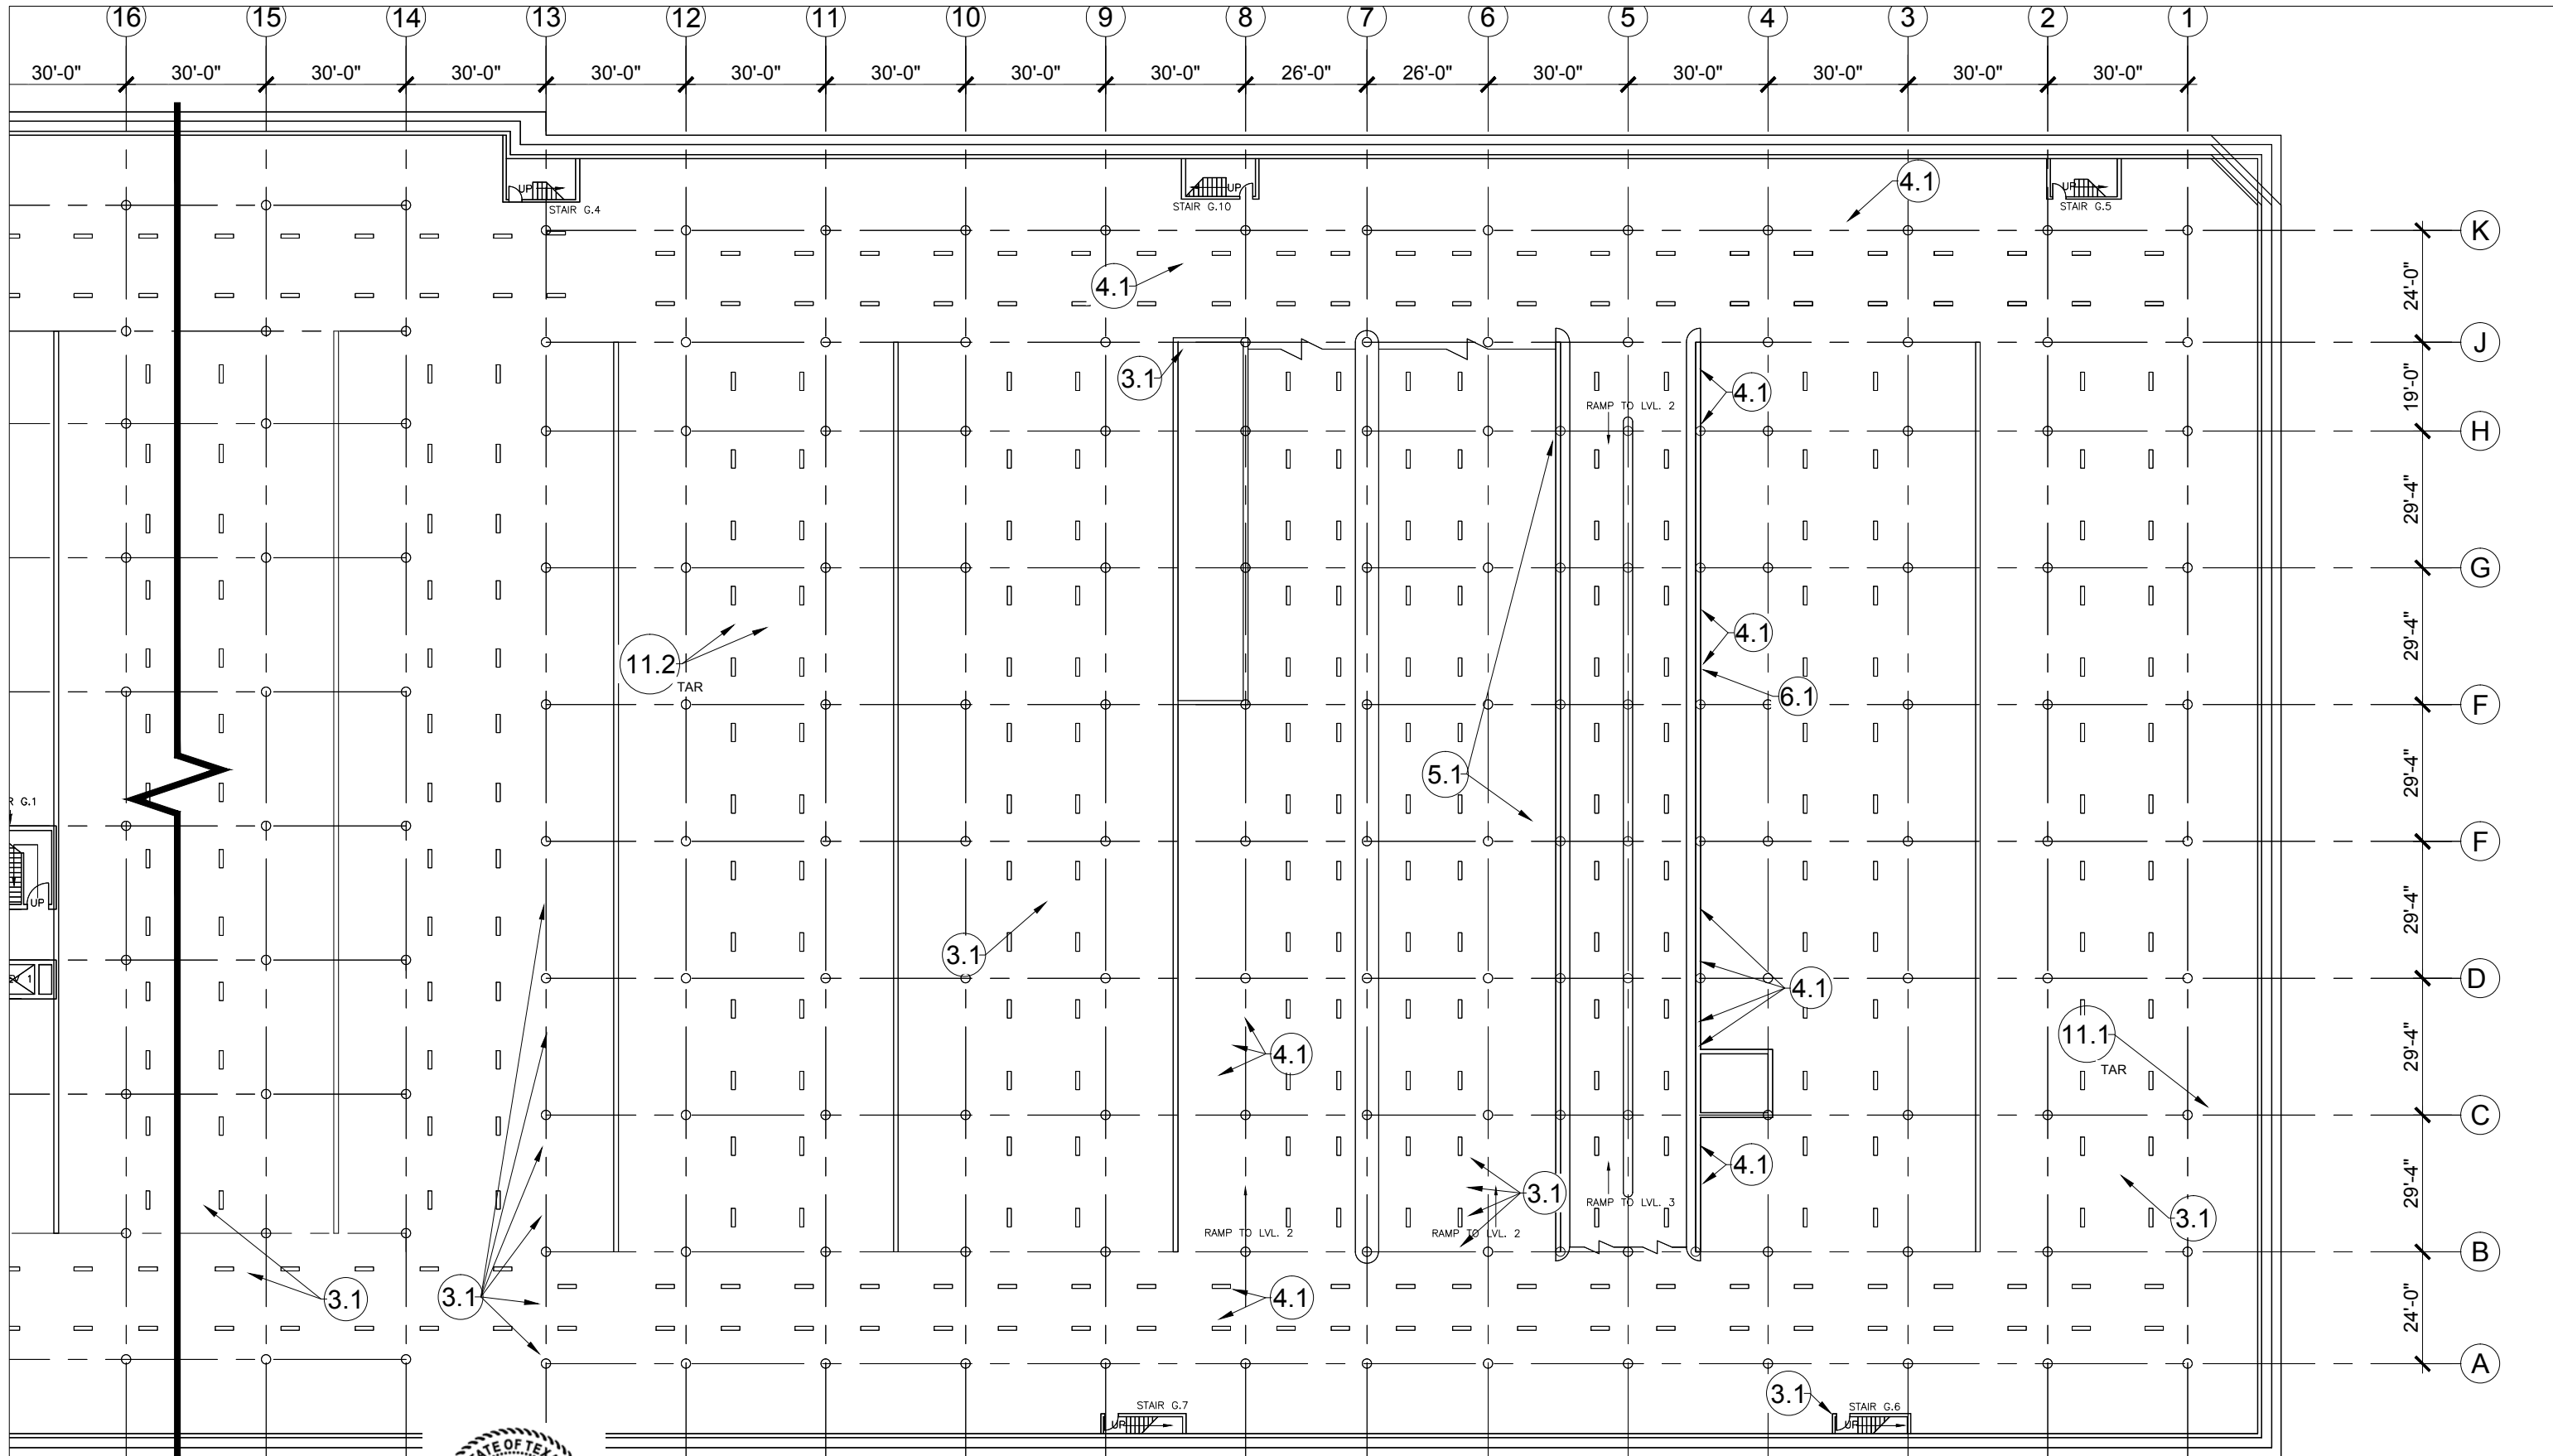 16 15 14 13 12 11 10 9 8 7 6 5 4 3 2 1
30'-0" 30'-0" 30'-0" 30'-0" 30'-0" 30'-0" 30'-0" 30'-0" 30'-0" 26'-0" 26'-0" 30'-0" 30'-0" 30'-0" 30'-0" 30'-0"
UP
STAIR G.4
UP
STAIR G.10
4.1
UP
STAIR G.5
K
4.1
24'-0"
J
3.1
4.1
19'-0"
RAMP TO LVL. 2
H
29'-4"
G
4.1
11.2
TAR
29'-4"
6.1
F
5.1
29'-4"
G.1
F
UP
29'-4"
3.1
D
1
4.1
11.1
TAR
4.1
29'-4"
C
4.1
3.1
RAMP TO LVL. 3
29'-4"
3.1
RAMP TO LVL. 2
RAMP TO LVL. 2
B
3.1
3.1
4.1
24'-0"
A
3.1
STAIR G.7
UP
STAIR G.6
UP
STATE OF TEXAS